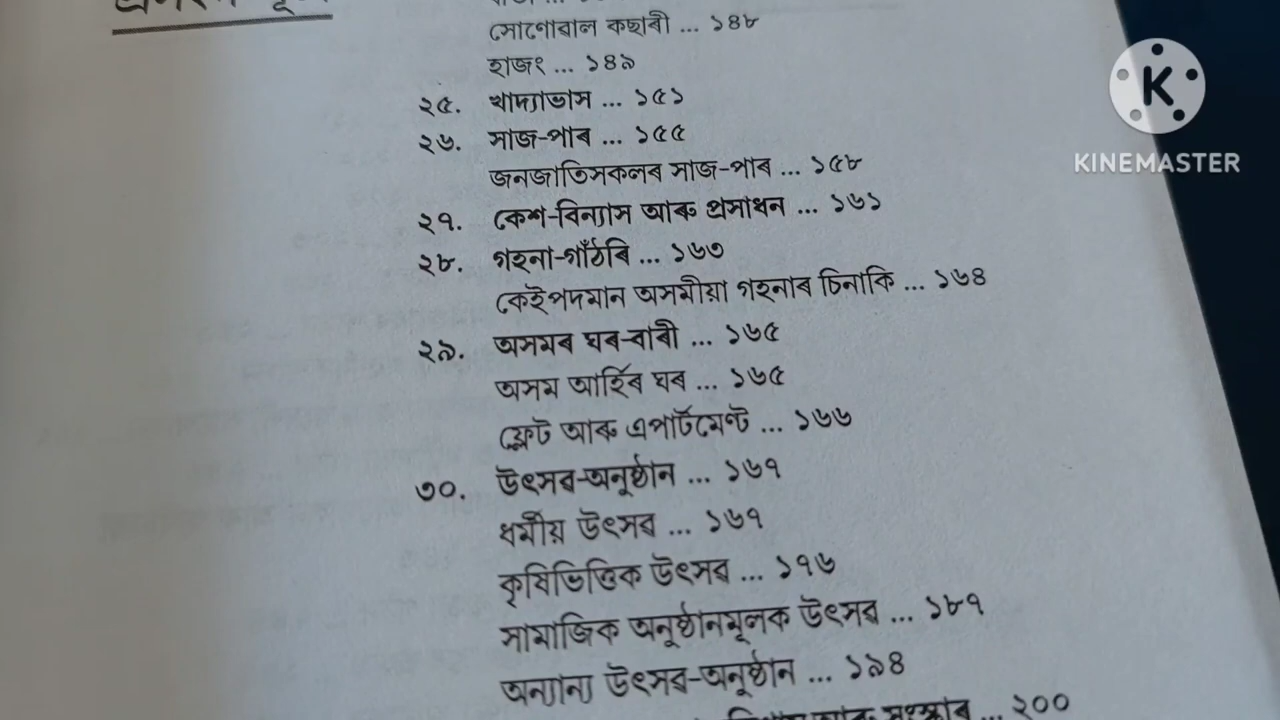 সোণোৱাল কছাৰী ... ১৪৮
হাজং ... ১৪৯
২৫. খাদ্যাভাস ... ১৫১
২৬. সাজ-পাৰ ... ১৫৫
জনজাতিসকলৰ সাজ-পাৰ ... ১৫৮
২৭. কেশ-বিন্যাস আৰু প্ৰসাধন ... ১৬১
২৮. গহনা-গাঁঠৰি ... ১৬৩
কেইপদমান অসমীয়া গহনাৰ চিনাকি ... ১৬৪
২৯. অসমৰ ঘৰ-বাৰী ... ১৬৫
অসম আৰ্হিৰ ঘৰ ... ১৬৫
ফ্লেট আৰু এপাৰ্টমেণ্ট ... ১৬৬
৩০. উৎসৱ-অনুষ্ঠান ... ১৬৭
ধৰ্মীয় উৎসৱ ... ১৬৭
কৃষিভিত্তিক উৎসৱ ... ১৭৬
সামাজিক অনুষ্ঠানমূলক উৎসৱ ... ১৮৭
অন্যান্য উৎসৱ-অনুষ্ঠান ... ১৯৪
আৰু সংস্কাৰ ... ২০০
K
KINEMASTER